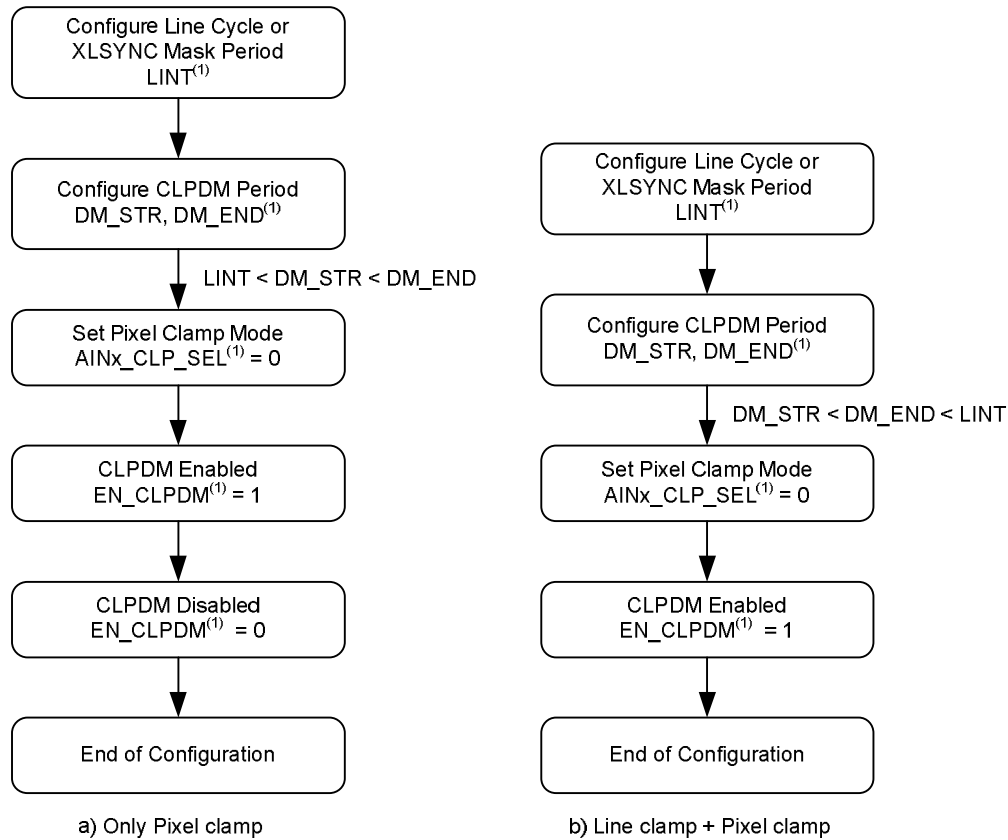 Configure Line Cycle or
XLSYNC Mask Period
LINT(1)
Configure CLPDM Period
DM_STR, DM_END(1)
LINT < DM_STR < DM_END
Set Pixel Clamp Mode
AINx_CLP_SEL(1) = 0
CLPDM Enabled
EN_CLPDM(1) = 1
CLPDM Disabled
EN_CLPDM(1) = 0
End of Configuration
a) Only Pixel clamp
Configure Line Cycle or
XLSYNC Mask Period
LINT(1)
Configure CLPDM Period
DM_STR, DM_END(1)
DM_STR < DM_END < LINT
Set Pixel Clamp Mode
AINx_CLP_SEL(1) = 0
CLPDM Enabled
EN_CLPDM(1) = 1
End of Configuration
b) Line clamp + Pixel clamp